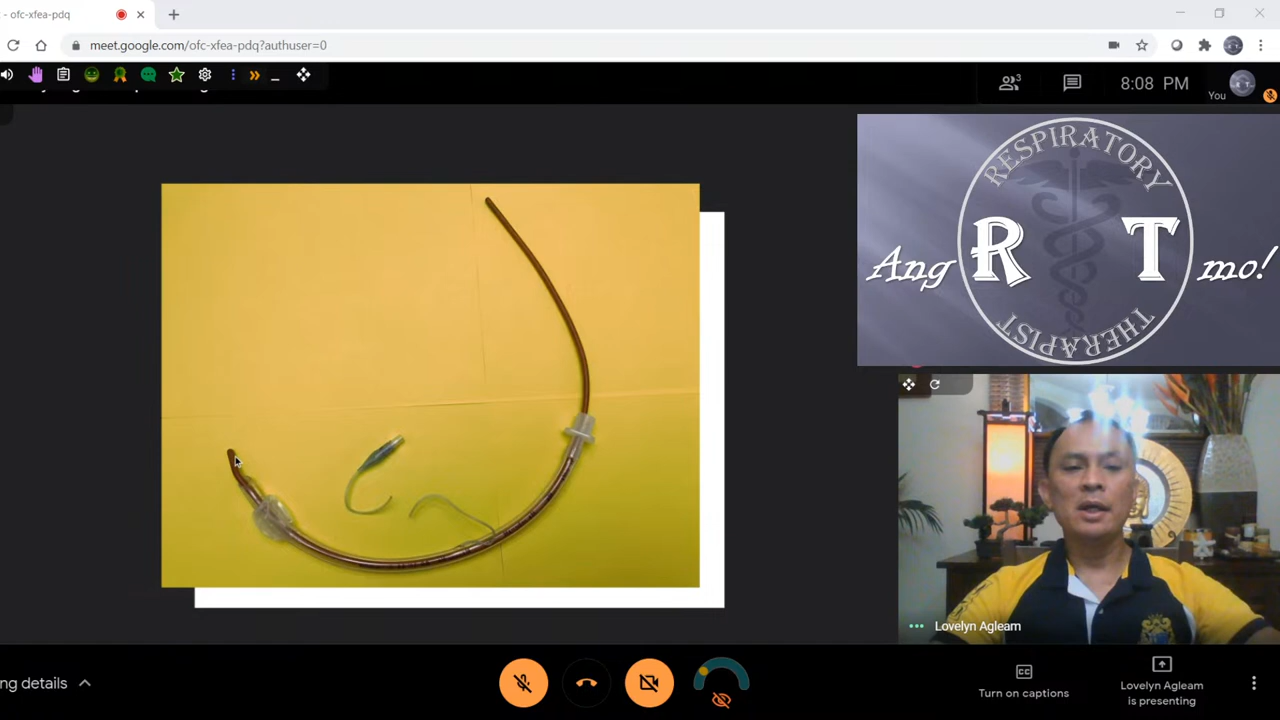 - ofc-xfea-pdq
meet.google.com/ofc-xfea-pdq?authuser=0
3
8:08 PM
You
RESPIRATORY
Ang R T mo!
THERAPIST
Lovelyn Agleam
ng details
Turn on captions
Lovelyn Agleam
is presenting